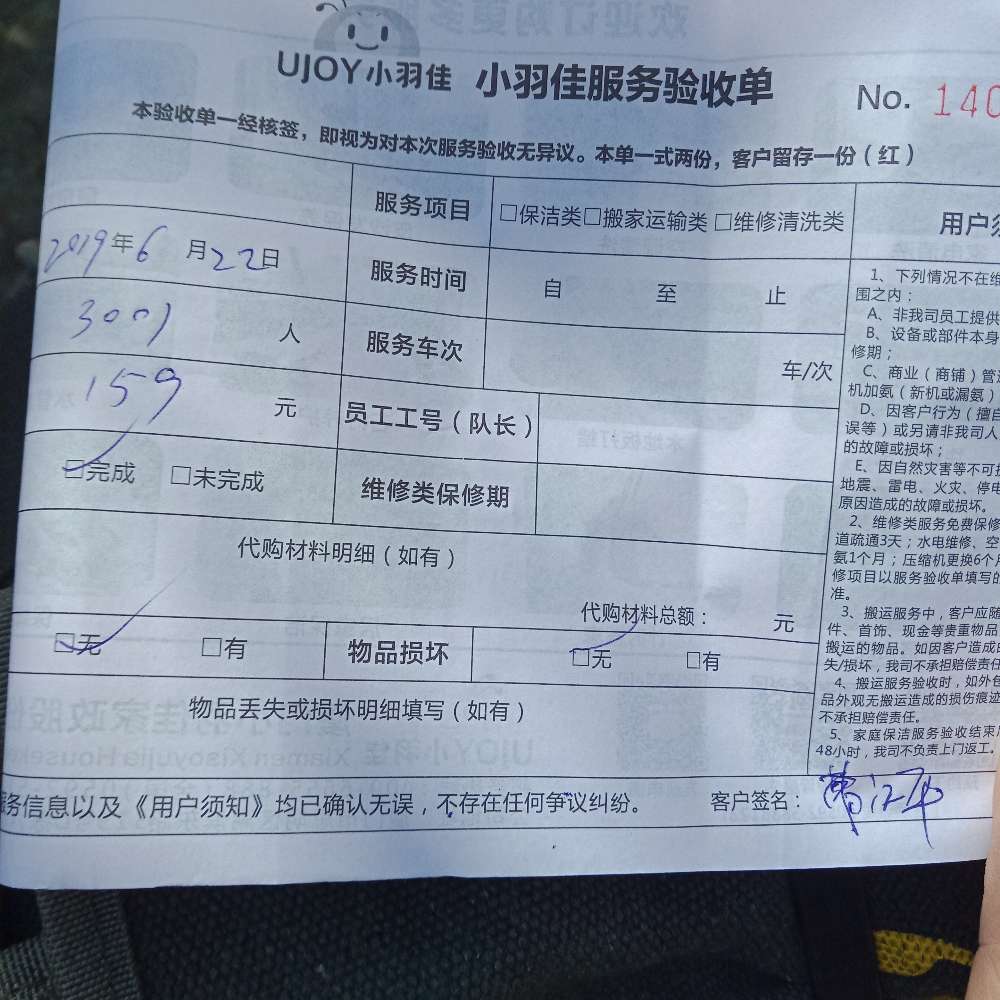 UJOY小羽佳 小羽佳服务验收单 No. 140
本验收单一经核签，即视为对本次服务验收无异议。本单一式两份，客户留存一份（红）
服务项目 □保洁类□搬家运输类 □维修清洗类
2019年6月22日 服务时间 自 至 止
3001 人 服务车次 车/次
159 元 员工工号（队长）
□完成 □未完成 维修类保修期
代购材料明细（如有）
代购材料总额： 元
□无 □有 物品损坏 □无 □有
物品丢失或损坏明细填写（如有）
务信息以及《用户须知》均已确认无误，不存在任何争议纠纷。 客户签名：
用户须
1、下列情况不在维
围之内：
A、非我司员工提供
B、设备或部件本身
修期；
C、商业（商铺）管道
机加氨（新机或漏氨）
D、因客户行为（擅自
误等）或另请非我司人
的故障或损坏；
E、因自然灾害等不可抗
地震、雷电、火灾、停电
原因造成的故障或损坏。
2、维修类服务免费保修
道疏通3天；水电维修、空
氨1个月；压缩机更换6个月
修项目以服务验收单填写的
准。
3、搬运服务中，客户应随
件、首饰、现金等贵重物品
搬运的物品。如因客户造成的
失/损坏，我司不承担赔偿责任
4、搬运服务验收时，如外包
品外观无搬运造成的损伤痕迹
不承担赔偿责任。
5、家庭保洁服务验收结束
48小时，我司不负责上门返工。